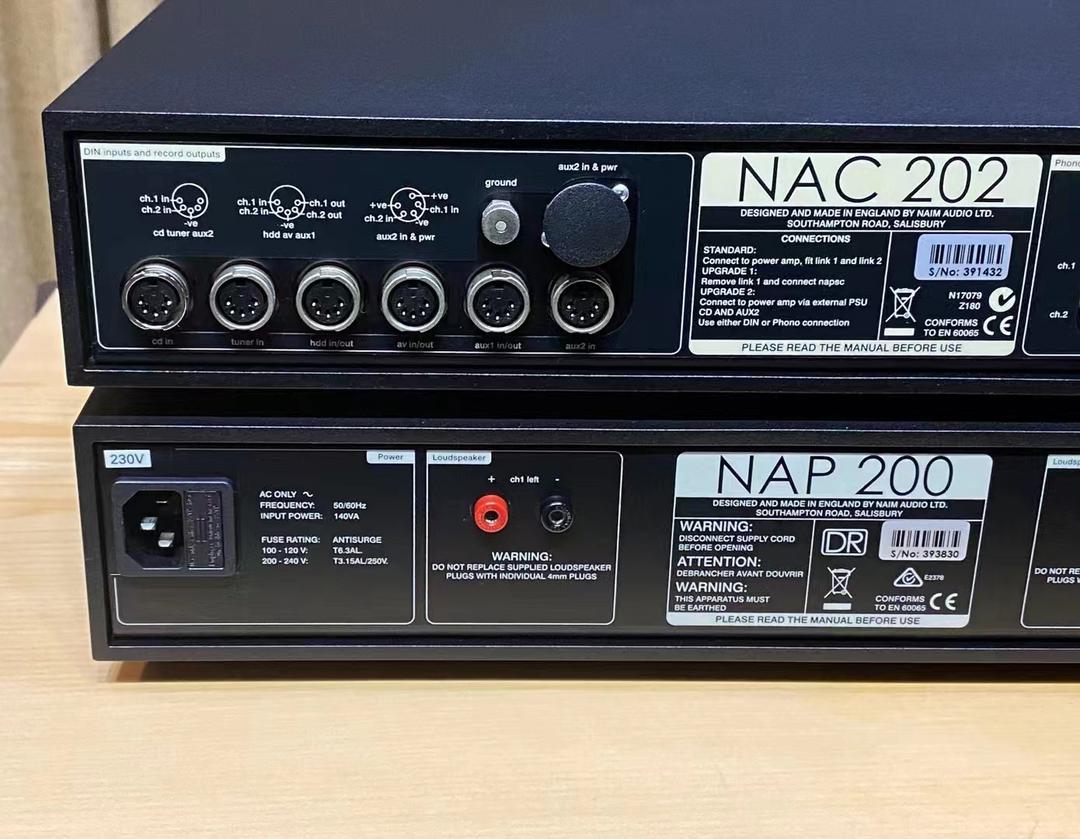 DIN inputs and record outputs
ch.1 in
ch.2 in
-ve
cd tuner aux2
ch.1 in
ch.2 in
ch.1 out
ch.2 out
-ve
hdd av aux1
+ve
ch.2 in
+ve
ch.1 in
-ve
aux2 in & pwr
ground
aux2 in & pwr
cd in
tuner in
hdd in/out
av in/out
aux1 in/out
aux2 in
NAC 202
DESIGNED AND MADE IN ENGLAND BY NAIM AUDIO LTD.
SOUTHAMPTON ROAD, SALISBURY
CONNECTIONS
STANDARD:
Connect to power amp, fit link 1 and link 2
UPGRADE 1:
Remove link 1 and connect napsc
UPGRADE 2:
Connect to power amp via external PSU
CD AND AUX2
Use either DIN or Phono connection
S/No: 391432
N17079
Z180
CONFORMS
TO EN 60065
CE
PLEASE READ THE MANUAL BEFORE USE
Phono
ch.1
ch.2
230V
Power
AC ONLY
FREQUENCY: 50/60Hz
INPUT POWER: 140VA
FUSE RATING: ANTISURGE
100 - 120 V: T6.3AL.
200 - 240 V: T3.15AL/250V.
Loudspeaker
+ ch1 left -
WARNING:
DO NOT REPLACE SUPPLIED LOUDSPEAKER
PLUGS WITH INDIVIDUAL 4mm PLUGS
NAP 200
DESIGNED AND MADE IN ENGLAND BY NAIM AUDIO LTD.
SOUTHAMPTON ROAD, SALISBURY
WARNING:
DISCONNECT SUPPLY CORD
BEFORE OPENING
ATTENTION:
DEBRANCHER AVANT DOUVRIR
WARNING:
THIS APPARATUS MUST
BE EARTHED
DR
S/No: 393830
E2378
CONFORMS
TO EN 60065
CE
PLEASE READ THE MANUAL BEFORE USE
Louds
DO NOT RE
PLUGS